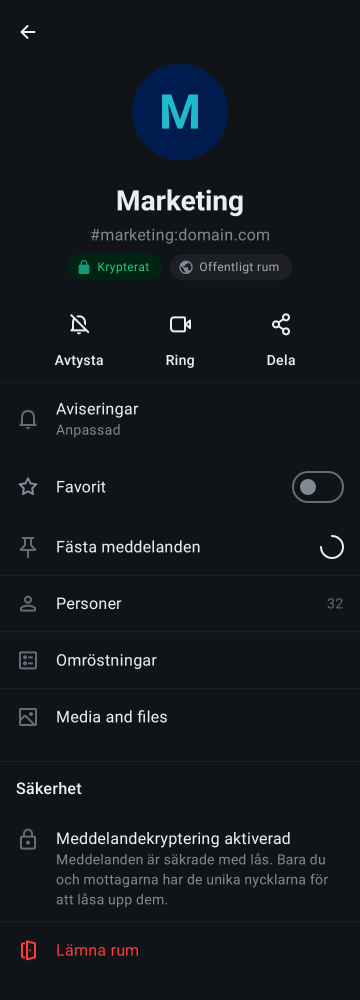 M
Marketing
#marketing:domain.com
Krypterat
Offentligt rum
Avtysta
Ring
Dela
Aviseringar
Anpassad
Favorit
Fästa meddelanden
Personer
32
Omröstningar
Media and files
Säkerhet
Meddelandekryptering aktiverad
Meddelanden är säkrade med lås. Bara du
och mottagarna har de unika nycklarna för
att låsa upp dem.
Lämna rum